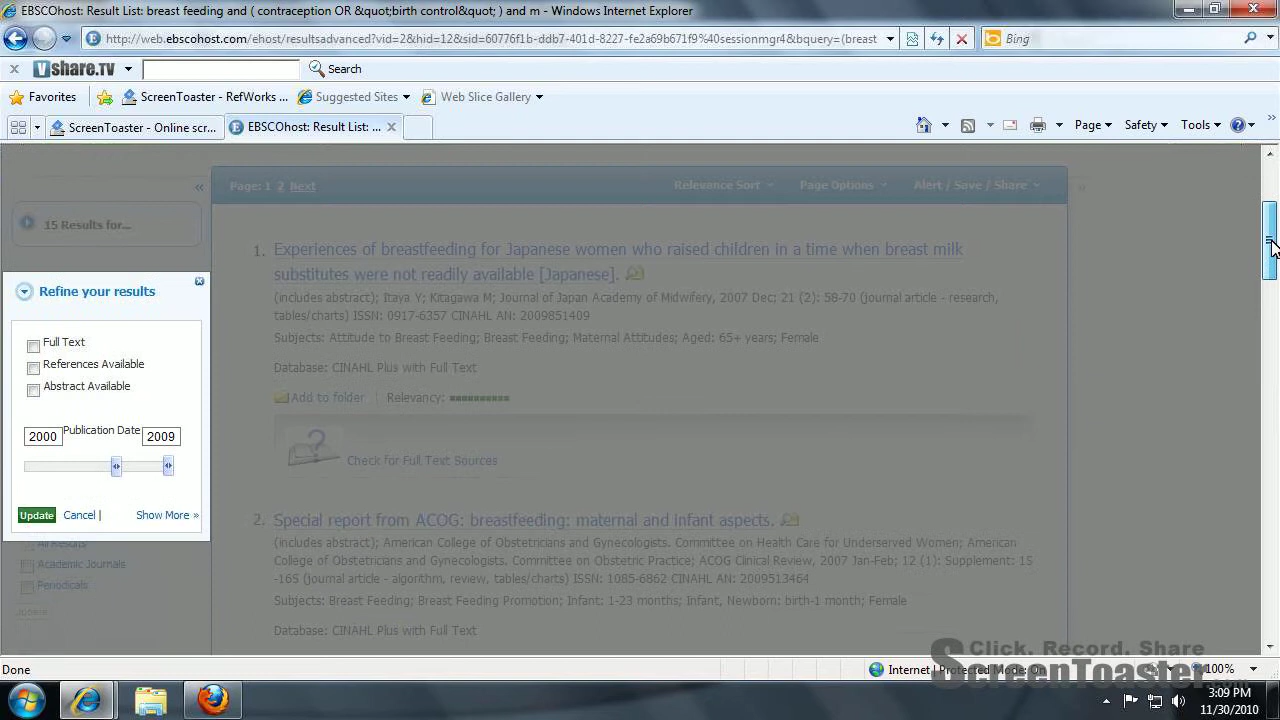 EBSCOhost: Result List: breast feeding and ( contraception OR &quot;birth control&quot; ) and m - Windows Internet Explorer
http://web.ebscohost.com/ehost/resultsadvanced?vid=2&hid=12&sid=60776f1b-ddb7-401d-8227-fe2a69b671f9%40sessionmgr4&bquery=(breast
Bing
Vshare.TV
Search
Favorites
ScreenToaster - RefWorks ...
Suggested Sites
Web Slice Gallery
ScreenToaster - Online scr...
EBSCOhost: Result List: ...
Page
Safety
Tools
Page: 1 2 Next
Relevance Sort
Page Options
Alert / Save / Share
15 Results for...
1. Experiences of breastfeeding for Japanese women who raised children in a time when breast milk
substitutes were not readily available [Japanese].
(includes abstract); Itaya Y; Kitagawa M; Journal of Japan Academy of Midwifery, 2007 Dec; 21 (2): 58-70 (journal article - research,
tables/charts) ISSN: 0917-6357 CINAHL AN: 2009851409
Subjects: Attitude to Breast Feeding; Breast Feeding; Maternal Attitudes; Aged: 65+ years; Female
Database: CINAHL Plus with Full Text
Add to folder | Relevancy:
Check for Full Text Sources
2. Special report from ACOG: breastfeeding: maternal and infant aspects.
(includes abstract); American College of Obstetricians and Gynecologists. Committee on Health Care for Underserved Women; American
College of Obstetricians and Gynecologists. Committee on Obstetric Practice; ACOG Clinical Review, 2007 Jan-Feb; 12 (1): Supplement: 1S
-16S (journal article - algorithm, review, tables/charts) ISSN: 1085-6862 CINAHL AN: 2009513464
Subjects: Breast Feeding; Breast Feeding Promotion; Infant: 1-23 months; Infant, Newborn: birth-1 month; Female
Database: CINAHL Plus with Full Text
Refine your results
Full Text
References Available
Abstract Available
2000 Publication Date 2009
Update Cancel | Show More »
All Results
Academic Journals
Periodicals
Update
Click. Record. Share
ScreenToaster.com
Done
Internet | Protected Mode: On
100%
3:09 PM
11/30/2010